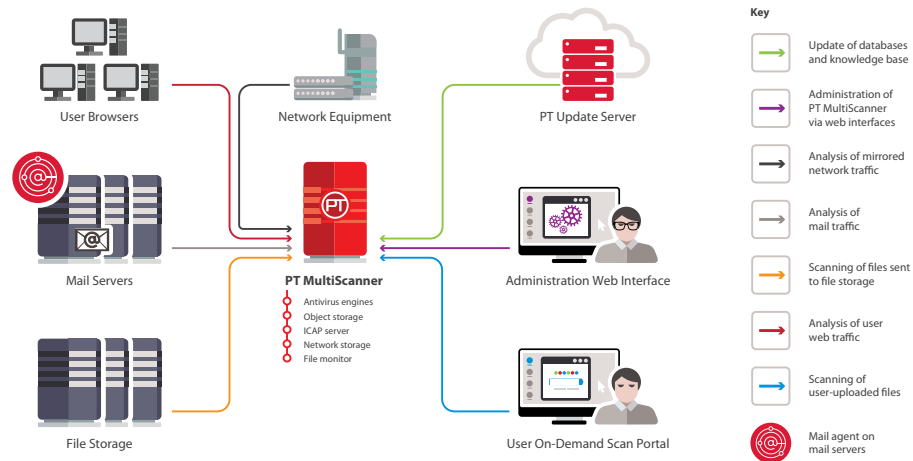 User Browsers
Network Equipment
PT Update Server
@
Mail Servers
PT
PT MultiScanner
Antivirus engines
Object storage
ICAP server
Network storage
File monitor
Administration Web Interface
File Storage
User On-Demand Scan Portal
Key
Update of databases
and knowledge base
Administration of
PT MultiScanner
via web interfaces
Analysis of mirrored
network traffic
Analysis of
mail traffic
Scanning of files sent
to file storage
Analysis of user
web traffic
Scanning of
user-uploaded files
@
Mail agent on
mail servers